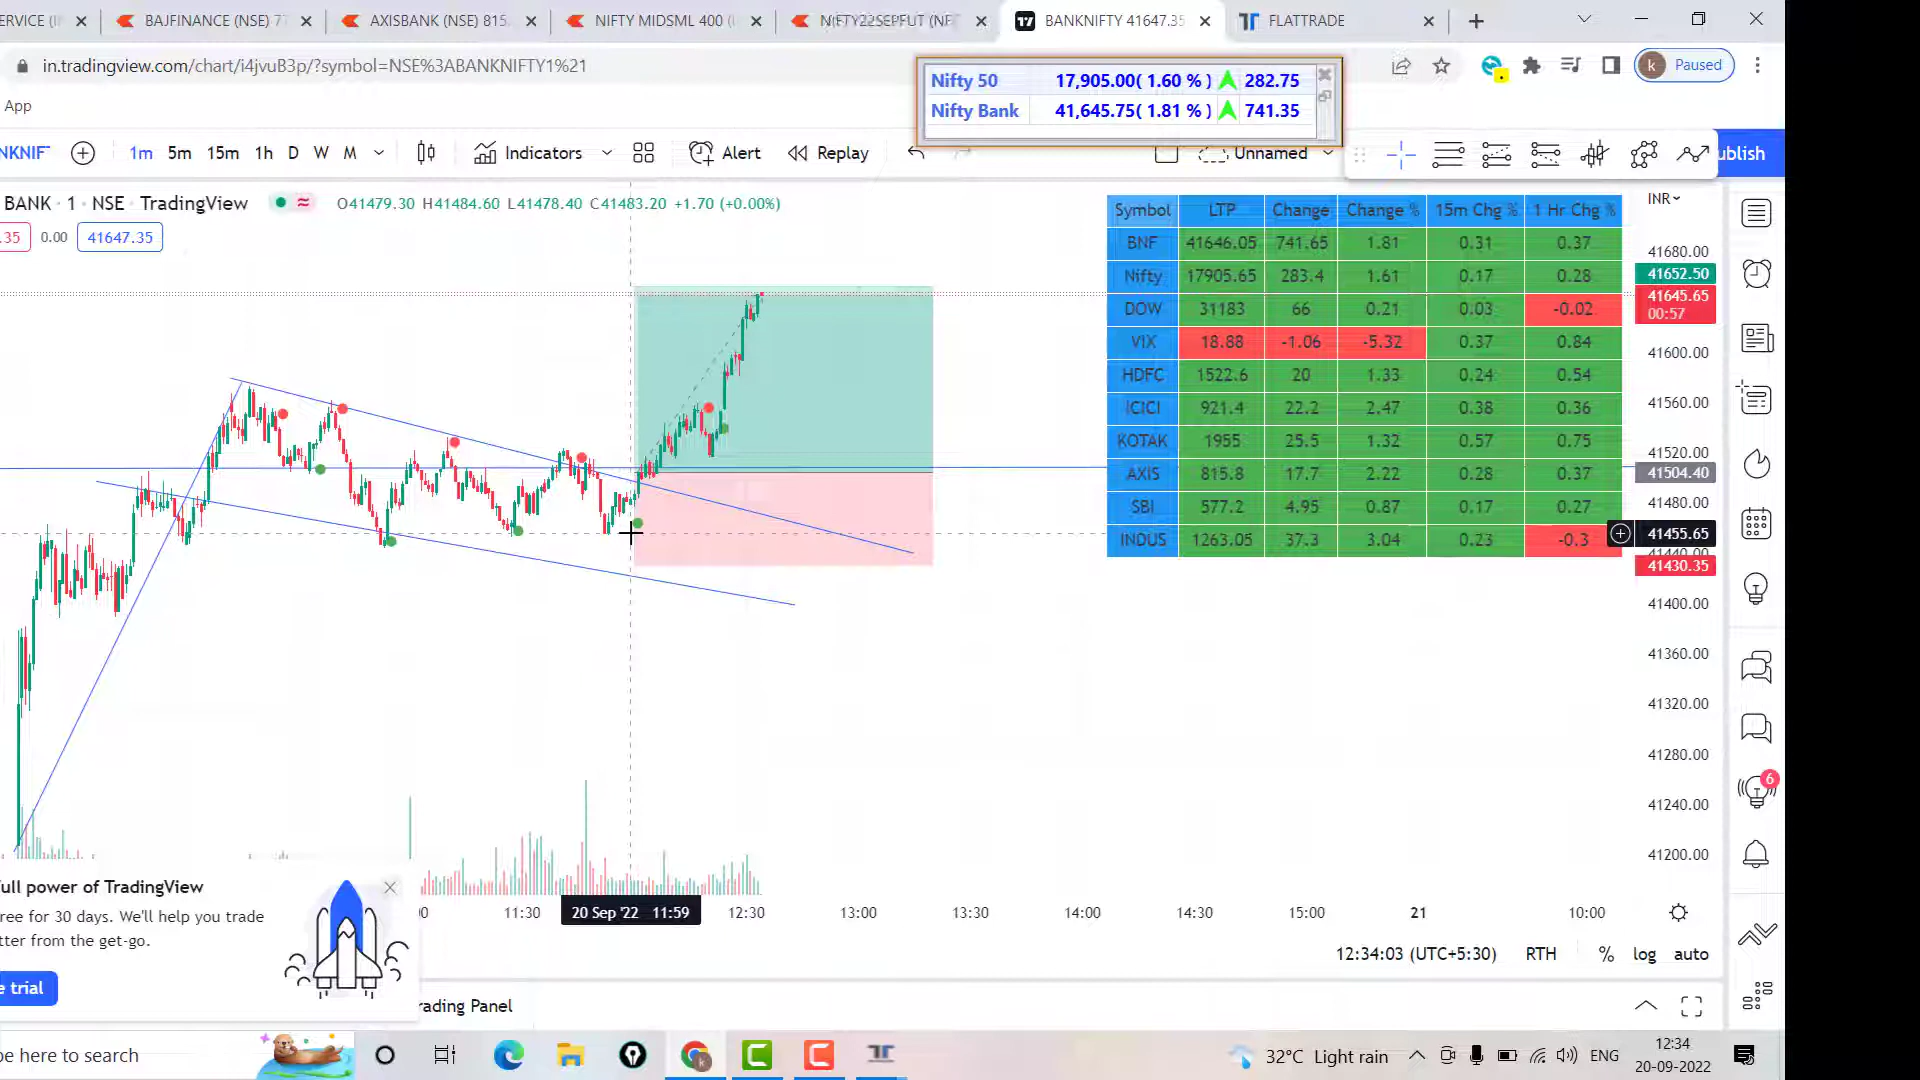 ERVICE (I
BAJFINANCE (NSE) 77
AXISBANK (NSE) 815.
NIFTY MIDSML 400 (I
NIFTY22SEPFUT (NF
BANKNIFTY 41647.35
FLATTRADE
in.tradingview.com/chart/i4jvuB3p/?symbol=NSE%3ABANKNIFTY1%21
k Paused
App
Nifty 50 17,905.00( 1.60 % ) 282.75
Nifty Bank 41,645.75( 1.81 % ) 741.35
NKNIFT 1m 5m 15m 1h D W M Indicators Alert Replay Unnamed ublish
BANK · 1 · NSE TradingView O41479.30 H41484.60 L41478.40 C41483.20 +1.70 (+0.00%)
.35 0.00 41647.35
Symbol LTP Change Change % 15m Chg % 1 Hr Chg %
BNF 41646.05 741.65 1.81 0.31 0.37
Nifty 17905.65 283.4 1.61 0.17 0.28
DOW 31183 66 0.21 0.03 -0.02
VIX 18.88 -1.06 -5.32 0.37 0.84
HDFC 1522.6 20 1.33 0.24 0.54
ICICI 921.4 22.2 2.47 0.38 0.36
KOTAK 1955 25.5 1.32 0.57 0.75
AXIS 815.8 17.7 2.22 0.28 0.37
SBI 577.2 4.95 0.87 0.17 0.27
INDUS 1263.05 37.3 3.04 0.23 -0.3
INR
41680.00
41652.50
41645.65
00:57
41600.00
41560.00
41520.00
41504.40
41480.00
41455.65
41440.00
41430.35
41400.00
41360.00
41320.00
41280.00
41240.00
41200.00
6
ull power of TradingView
ree for 30 days. We'll help you trade
tter from the get-go.
e trial
00 11:30 20 Sep '22 11:59 12:30 13:00 13:30 14:00 14:30 15:00 21 10:00
12:34:03 (UTC+5:30) RTH % log auto
rading Panel
pe here to search
32°C Light rain
ENG
12:34
20-09-2022